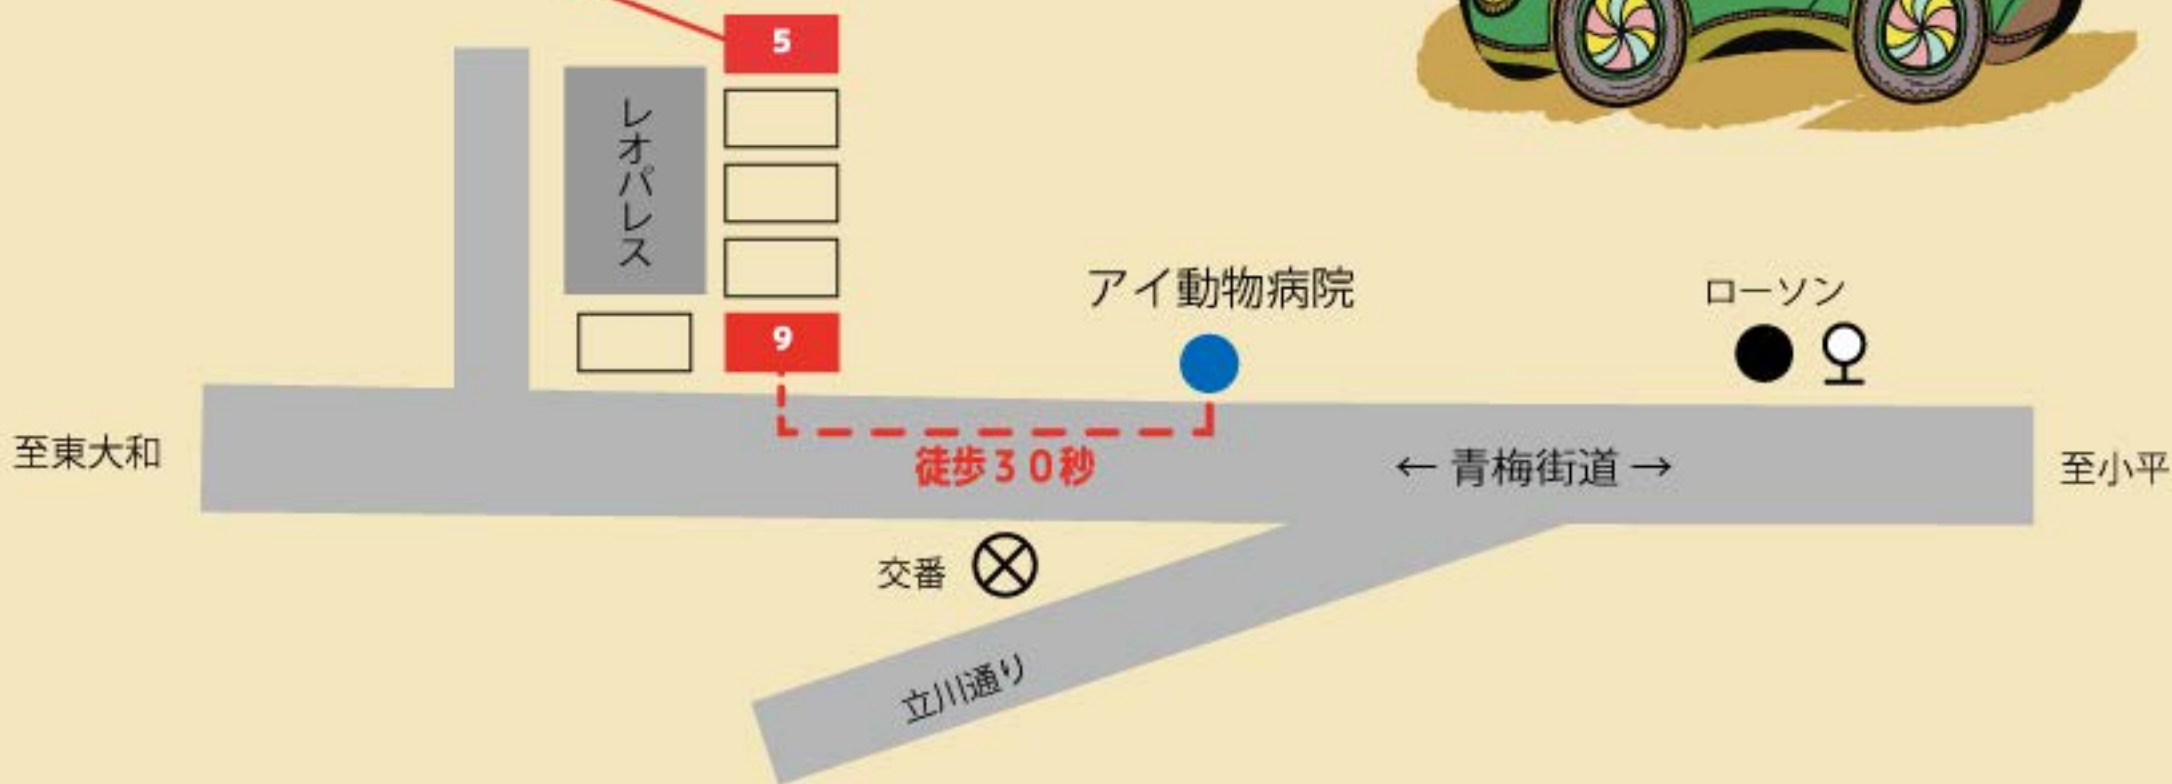 5
レオパレス
9
アイ動物病院
ローソン
至東大和
徒歩３０秒
← 青梅街道 →
至小平
交番
立川通り